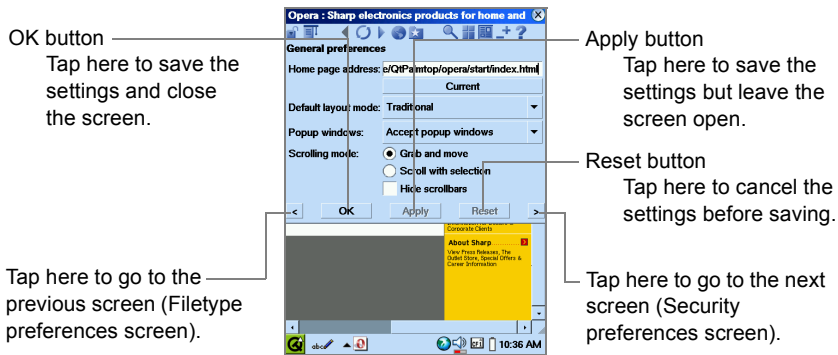 OK button
Tap here to save the
settings and close
the screen.
Tap here to go to the
previous screen (Filetype
preferences screen).
Opera : Sharp electronics products for home and
General preferences
Home page address: e/QtPalmtop/opera/start/index.html
Current
Default layout mode: Traditional
Popup windows: Accept popup windows
Scrolling mode: Grab and move
Scroll with selection
Hide scrollbars
< OK Apply Reset >
Corporate Clients
About Sharp
View Press Releases, The
Outlet Store, Special Offers &
Career Information
abc 10:36 AM
Apply button
Tap here to save the
settings but leave the
screen open.
Reset button
Tap here to cancel the
settings before saving.
Tap here to go to the next
screen (Security
preferences screen).